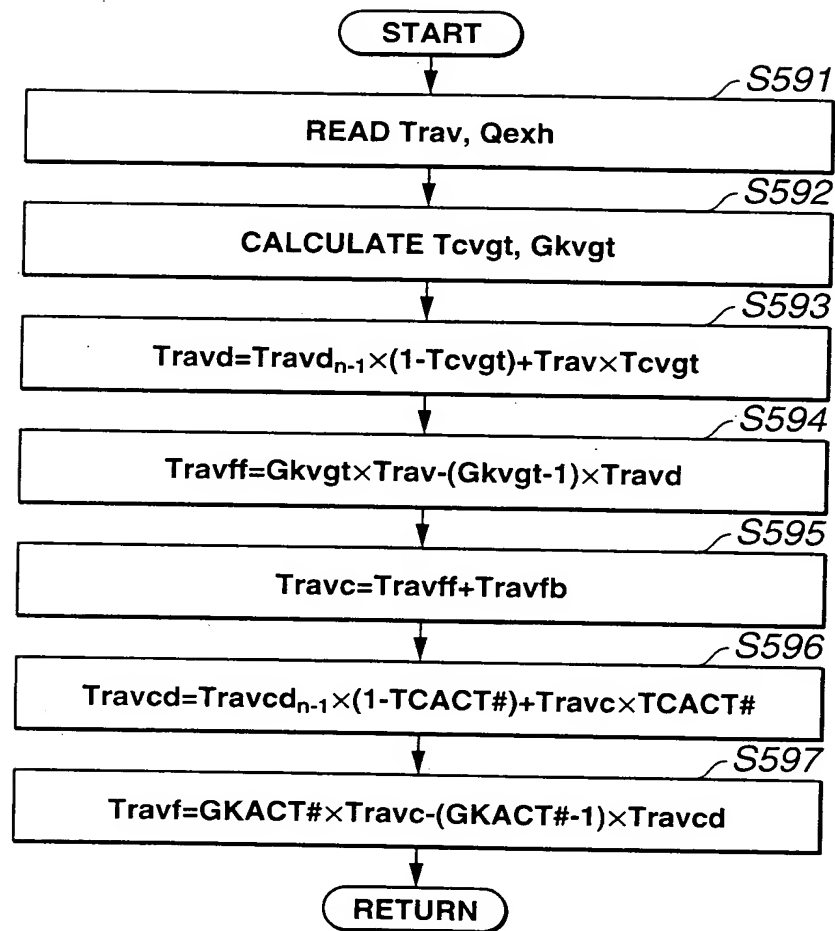 START
S591
READ Trav, Qexh
S592
CALCULATE Tcvgt, Gkvgt
S593
Travd=Travdₙ₋₁×(1-Tcvgt)+Trav×Tcvgt
S594
Travff=Gkvgt×Trav-(Gkvgt-1)×Travd
S595
Travc=Travff+Travfb
S596
Travcd=Travcdₙ₋₁×(1-TCACT#)+Travc×TCACT#
S597
Travf=GKACT#×Travc-(GKACT#-1)×Travcd
RETURN